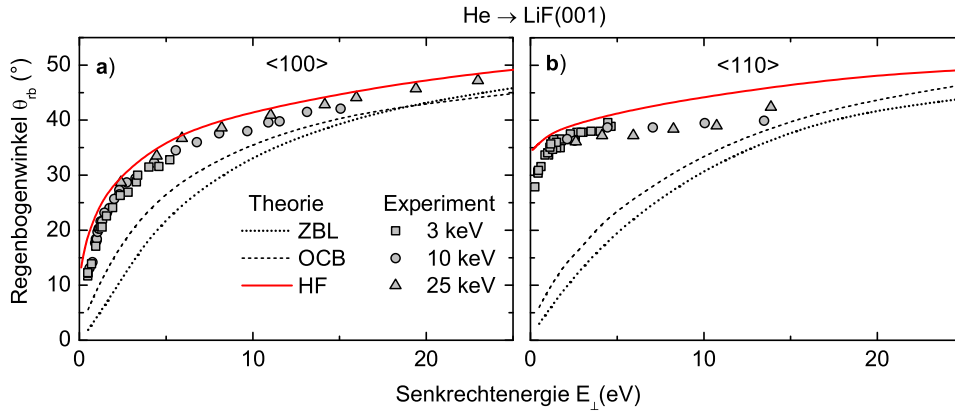 He → LiF(001)
a)
<100>
b)
<110>
Regenbogenwinkel θrb (°)
50
40
30
20
10
0
Theorie
Experiment
ZBL
3 keV
OCB
10 keV
HF
25 keV
0
10
20
0
10
20
Senkrechtenergie E⊥(eV)